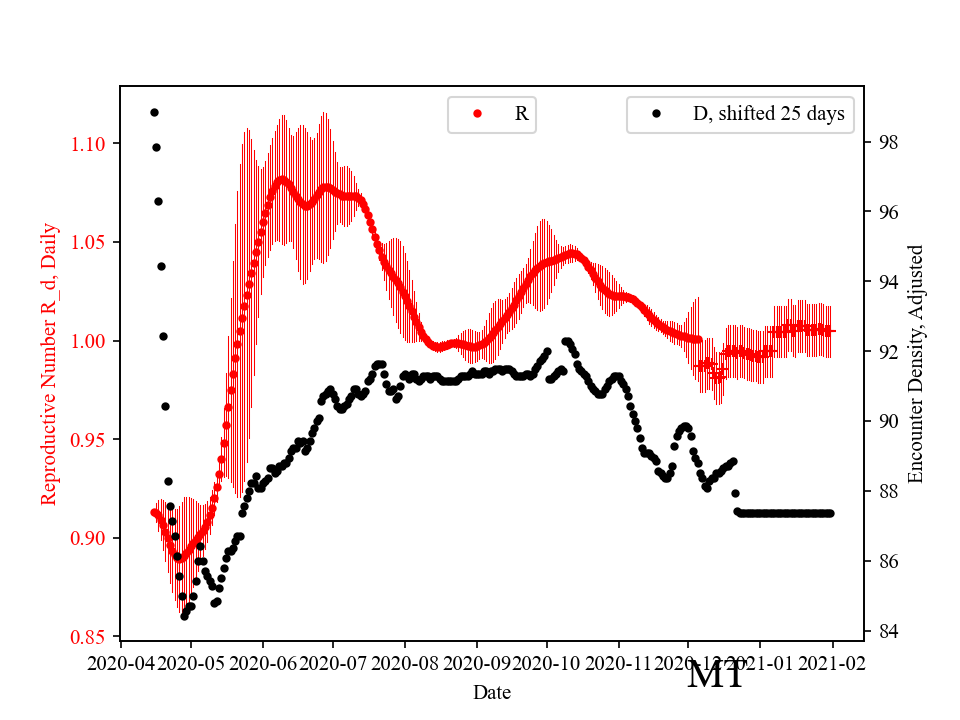 R
D, shifted 25 days
1.10
1.05
1.00
0.95
0.90
0.85
Reproductive Number R_d, Daily
98
96
94
92
90
88
86
84
Encounter Density, Adjusted
2020-04 2020-05 2020-06 2020-07 2020-08 2020-09 2020-10 2020-11 2020-12 2021-01 2021-02
MT
Date